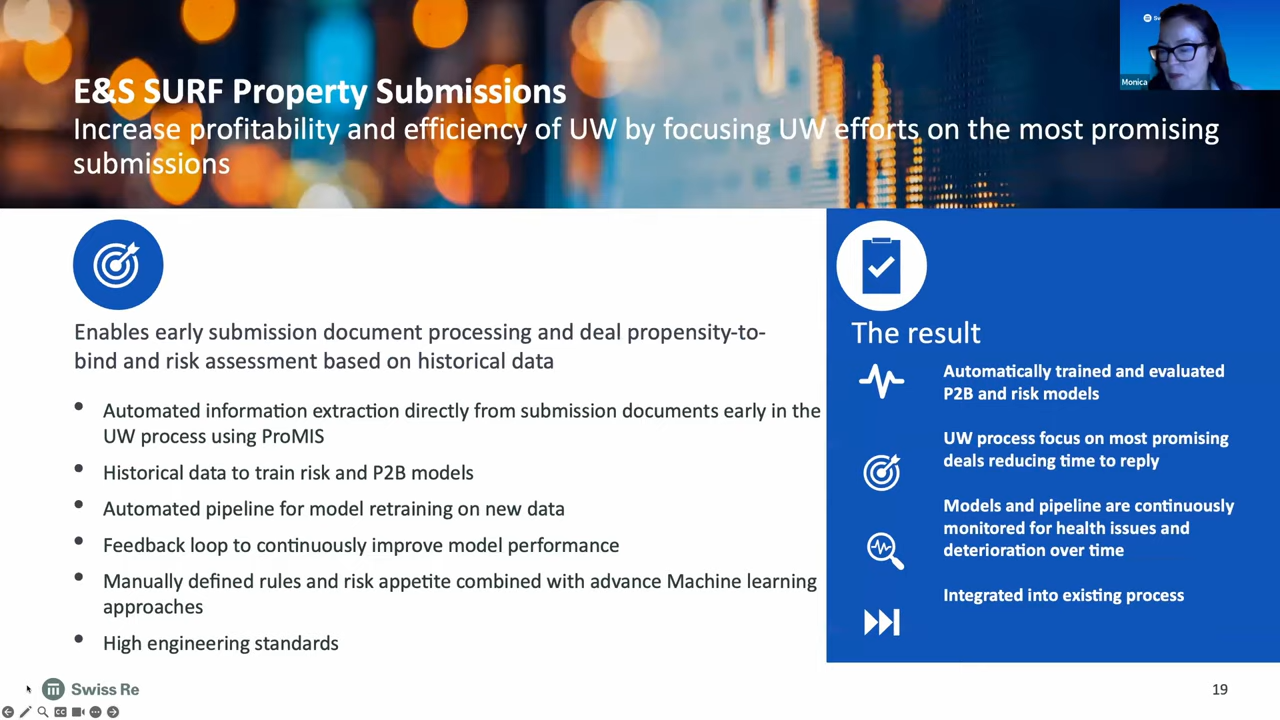 E&S SURF Property Submissions
Increase profitability and efficiency of UW by focusing UW efforts on the most promising
submissions
Monica
Enables early submission document processing and deal propensity-to-
bind and risk assessment based on historical data
• Automated information extraction directly from submission documents early in the
UW process using ProMIS
• Historical data to train risk and P2B models
• Automated pipeline for model retraining on new data
• Feedback loop to continuously improve model performance
• Manually defined rules and risk appetite combined with advance Machine learning
approaches
• High engineering standards
The result
Automatically trained and evaluated
P2B and risk models
UW process focus on most promising
deals reducing time to reply
Models and pipeline are continuously
monitored for health issues and
deterioration over time
Integrated into existing process
Swiss Re
19